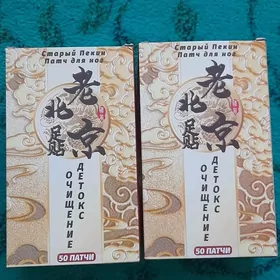 Старый Пекин
Патч для ног
老北京
足贴
ОЧИЩЕНИЕ
ДЕТОКС
50 ПАТЧИ
Старый Пекин
Патч для ног
老北京
足贴
ОЧИЩЕНИЕ
ДЕТОКС
50 ПАТЧИ